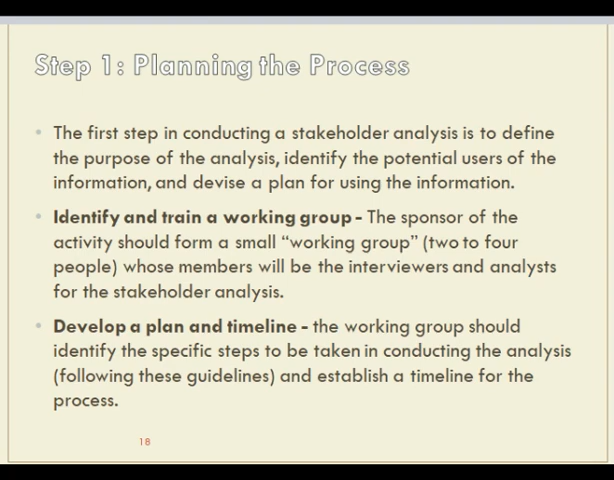 Step 1: Planning the Process
• The first step in conducting a stakeholder analysis is to define
the purpose of the analysis, identify the potential users of the
information, and devise a plan for using the information.
• Identify and train a working group - The sponsor of the
activity should form a small “working group” (two to four
people) whose members will be the interviewers and analysts
for the stakeholder analysis.
• Develop a plan and timeline - the working group should
identify the specific steps to be taken in conducting the analysis
(following these guidelines) and establish a timeline for the
process.
18